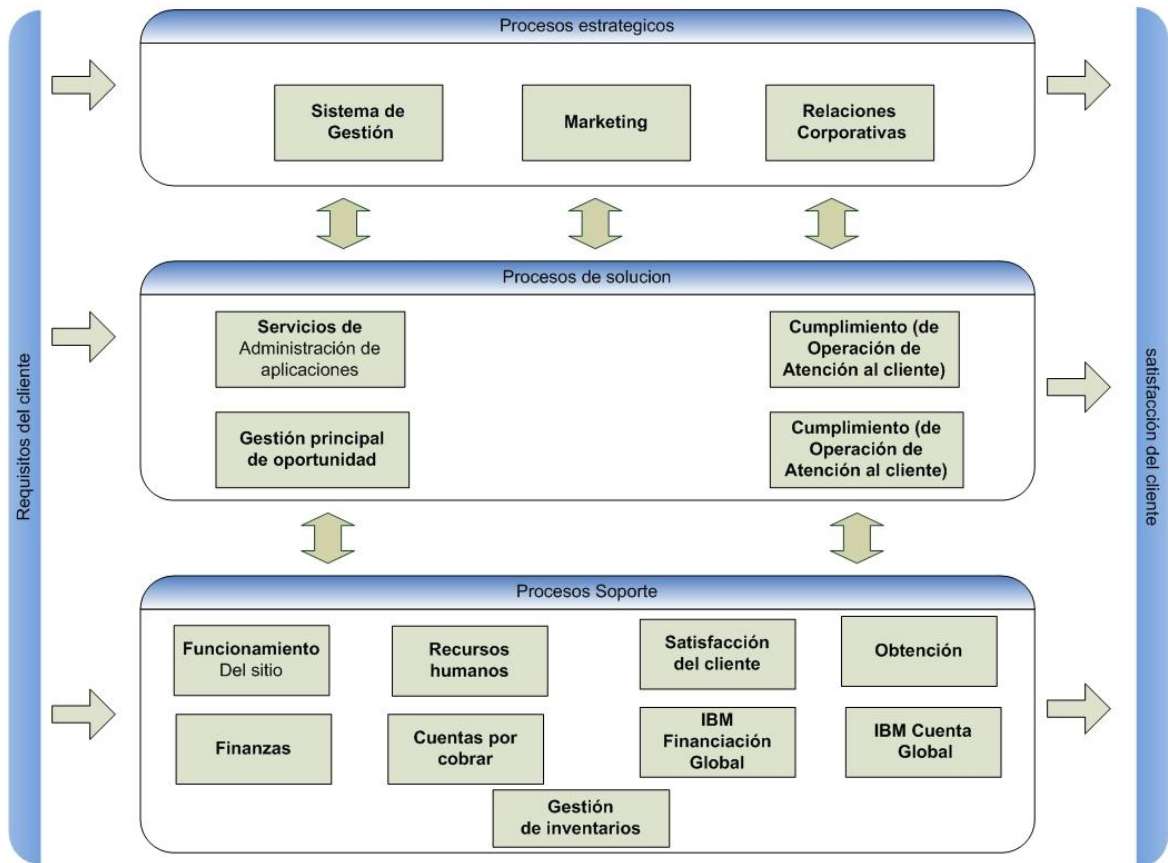 Procesos estrategicos
Sistema de
Gestión
Marketing
Relaciones
Corporativas
Requisitos del cliente
Procesos de solucion
Servicios de
Administración de
aplicaciones
Cumplimiento (de
Operación de
Atención al cliente)
Gestión principal
de oportunidad
Cumplimiento (de
Operación de
Atención al cliente)
satisfacción del cliente
Procesos Soporte
Funcionamiento
Del sitio
Recursos
humanos
Satisfacción
del cliente
Obtención
Finanzas
Cuentas por
cobrar
IBM
Financiación
Global
IBM Cuenta
Global
Gestión
de inventarios